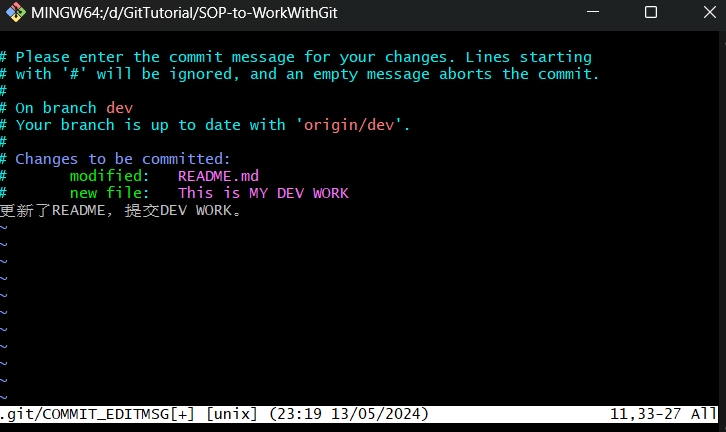 MINGW64:/d/GitTutorial/SOP-to-WorkWithGit
# Please enter the commit message for your changes. Lines starting
# with '#' will be ignored, and an empty message aborts the commit.
#
# On branch dev
# Your branch is up to date with 'origin/dev'.
#
# Changes to be committed:
#       modified:   README.md
#       new file:   This is MY DEV WORK
更新了README, 提交DEV WORK。
~
~
~
~
~
~
~
~
~
~
~
.git/COMMIT_EDITMSG[+] [unix] (23:19 13/05/2024) 11,33-27 All